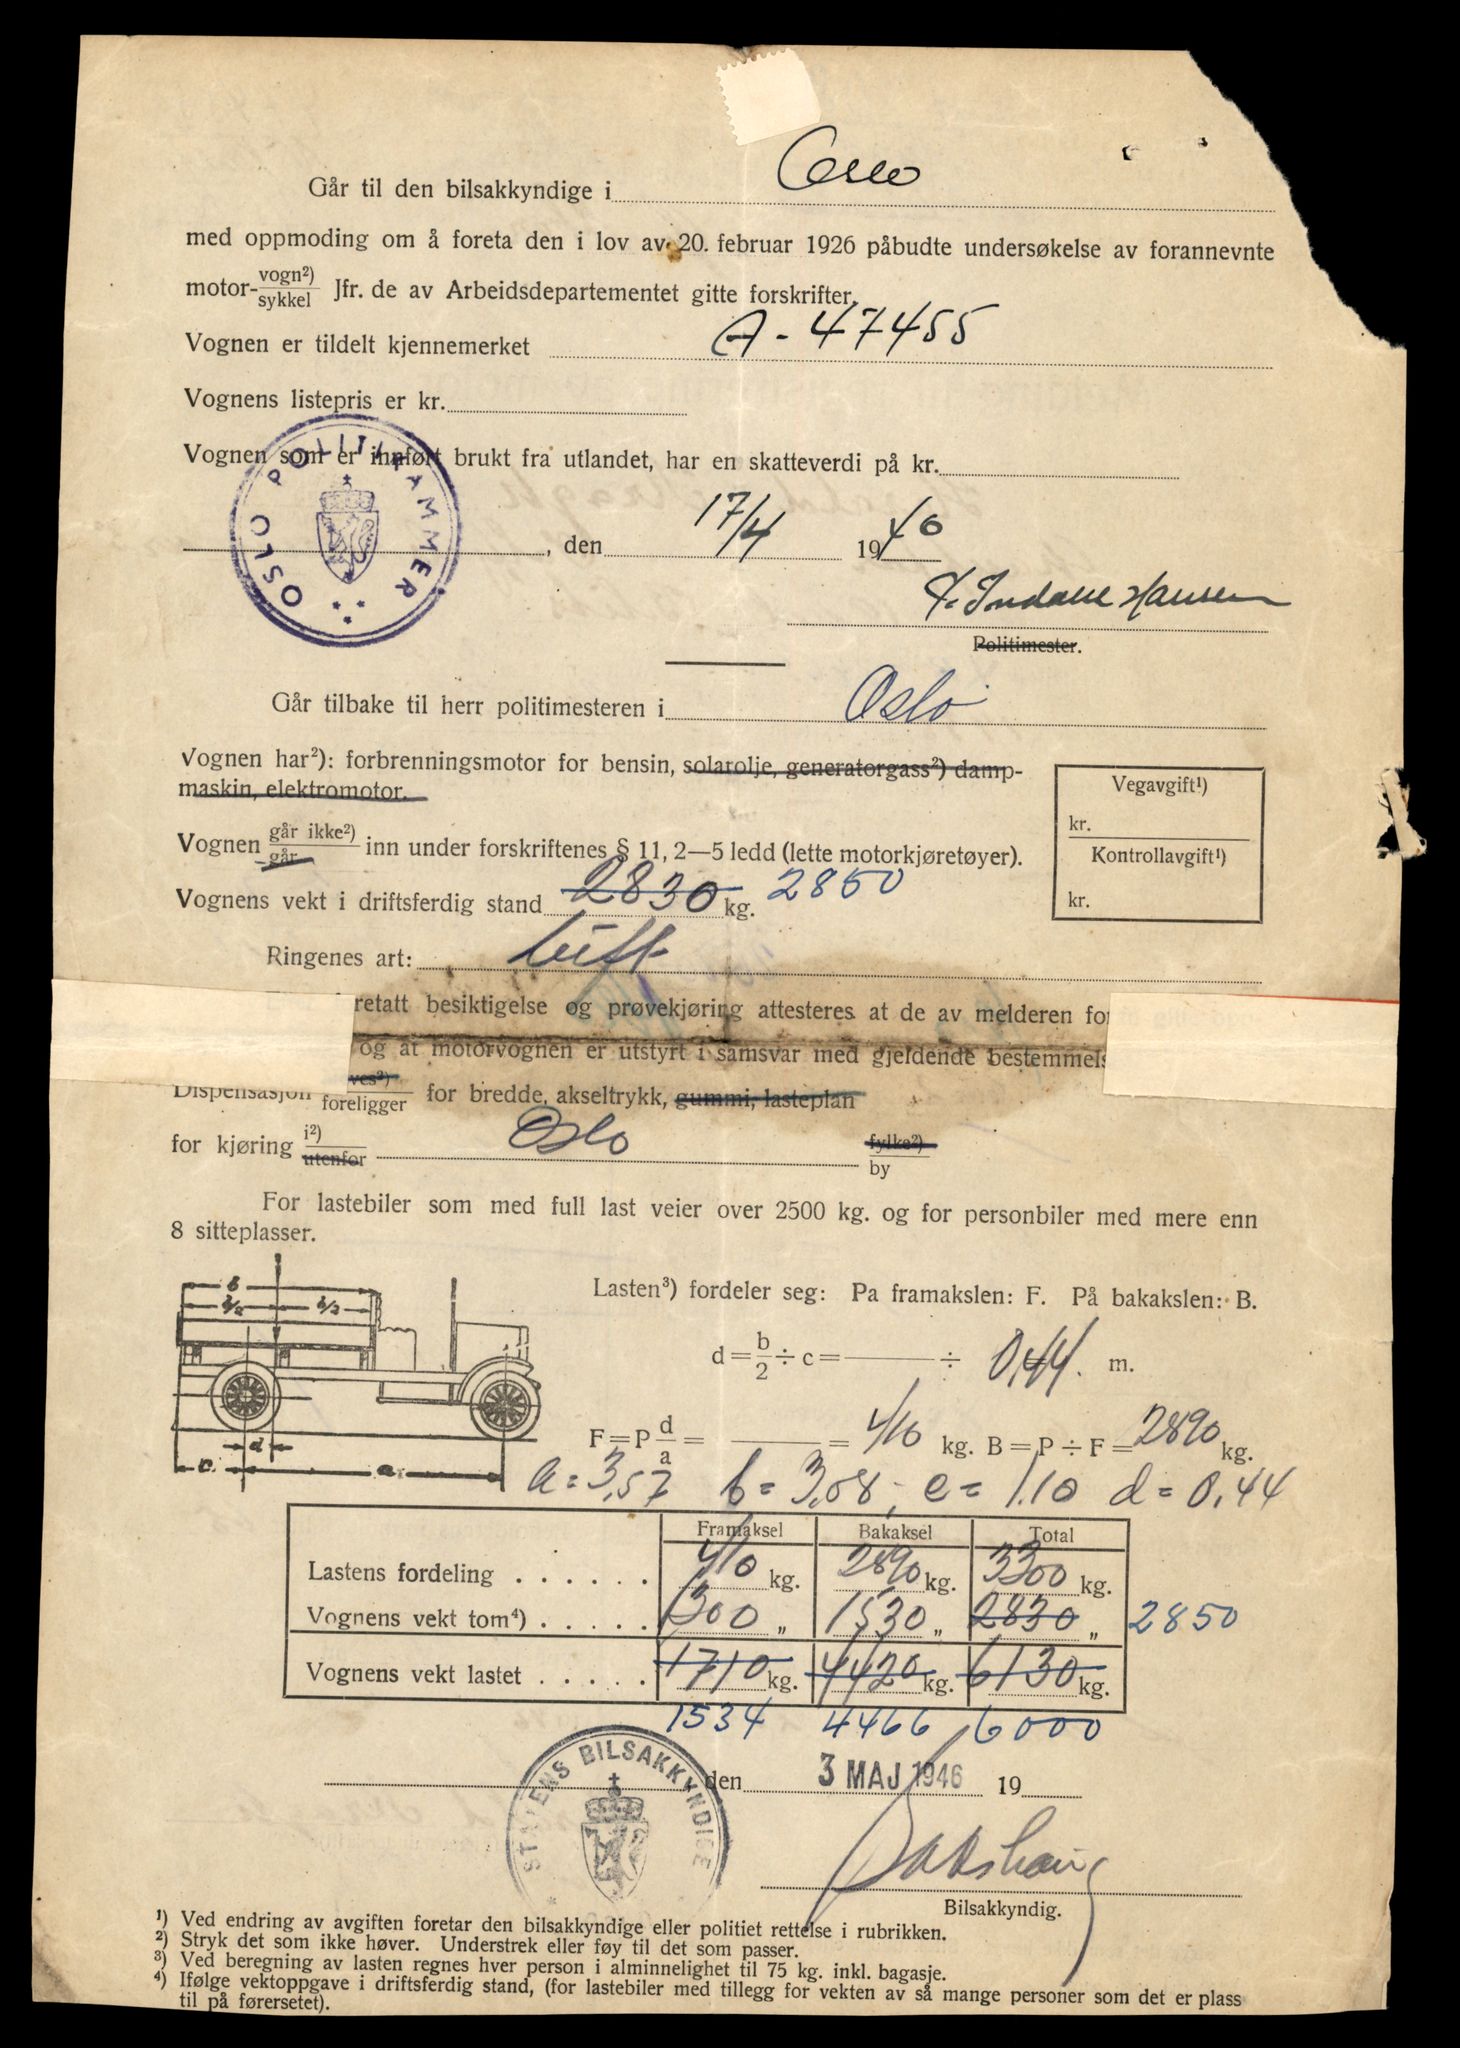 Går til den bilsakkyndige i Oslo
med oppmoding om å foreta den i lov av 20. februar 1926 påbudte undersøkelse av forannevnte
motor- vogn²) sykkel Jfr. de av Arbeidsdepartementet gitte forskrifter.
Vognen er tildelt kjennemerket A - 47455
Vognens listepris er kr.
Vognen som er innført brukt fra utlandet, har en skatteverdi på kr.
OSLO POLITIKAMMER
, den 17/4 1940
Hansen
Politimester.
Går tilbake til herr politimesteren i Oslo
Vognen har²): forbrenningsmotor for bensin, solarolje, generatorgass²) damp-
maskin, elektromotor.
Vegavgift¹)
kr.
Kontrollavgift¹)
kr.
Vognen går ikke²) går inn under forskriftenes § 11, 2—5 ledd (lette motorkjøretøyer).
Vognens vekt i driftsferdig stand 2830 kg. 2850
Ringenes art: luft
retatt besiktigelse og prøvekjøring attesteres at de av melderen for
og at motorvognen er utstyrt i samsvar med gjeldende bestemmels
Dispensasjon ves²) foreligger for bredde, akseltrykk, gummi, lasteplan
for kjøring i²) utenfor Oslo fylke²) by
For lastebiler som med full last veier over 2500 kg. og for personbiler med mere enn
8 sitteplasser.
b
b/2 b/2
d
c a
Lasten³) fordeler seg: Pa framakslen: F. På bakakslen: B.
d = b/2 ÷ c = ÷ 0,44. m.
F = P d/a = = 410 kg. B = P ÷ F = 2890 kg.
a = 3,57 b = 3,08; c = 1.10 d = 0,44
Framaksel Bakaksel Total
Lastens fordeling . . . . . . 410 kg. 2890 kg. 3300 kg.
Vognens vekt tom⁴) . . . . . 1300 „ 1530 „ 2830 „ 2850
Vognens vekt lastet . . . . . 1710 kg. 4420 kg. 6130 kg.
1534 4466 6000
STATENS BILSAKKYNDIGE
den 3 MAJ 1946 19
Bilsakkyndig.
¹) Ved endring av avgiften foretar den bilsakkyndige eller politiet rettelse i rubrikken.
²) Stryk det som ikke høver. Understrek eller føy til det som passer.
³) Ved beregning av lasten regnes hver person i alminnelighet til 75 kg. inkl. bagasje.
⁴) Ifølge vektoppgave i driftsferdig stand, (for lastebiler med tillegg for vekten av så mange personer som det er plass
til på førersetet).